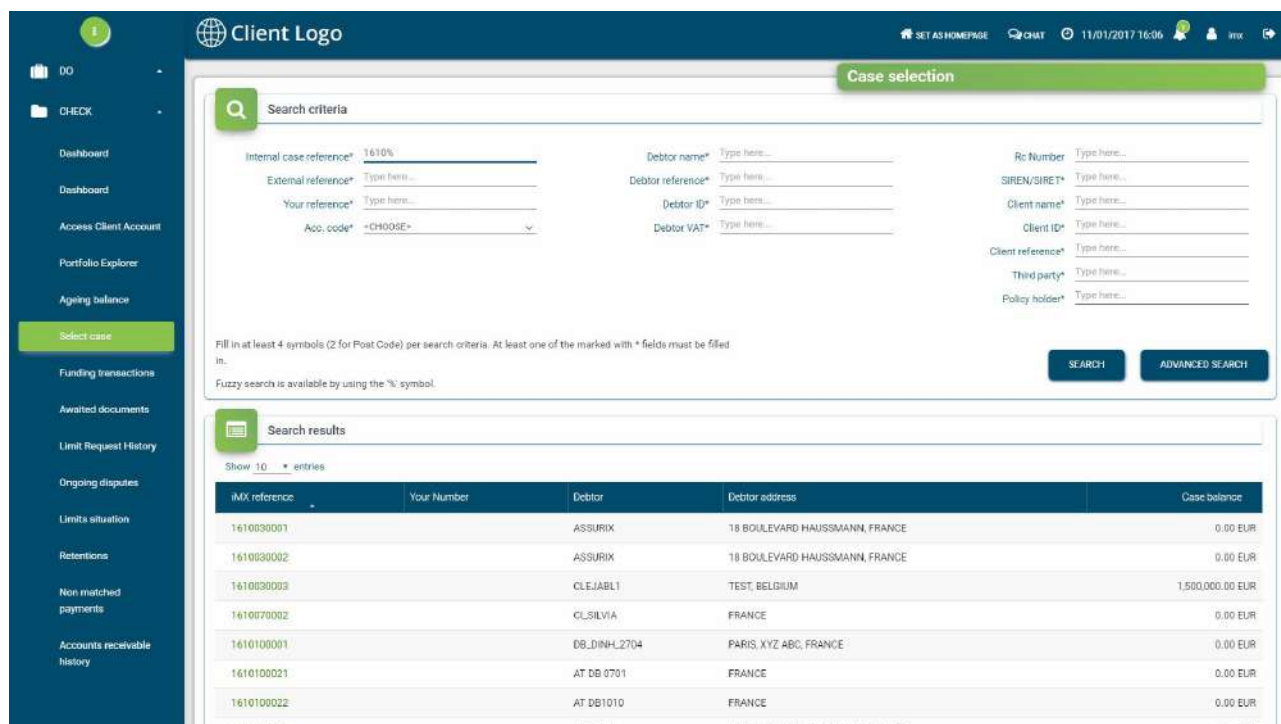 Client Logo
SET AS HOMEPAGE CHAT 11/01/2017 16:06 imx
DO
CHECK
Dashboard
Dashboard
Access Client Account
Portfolio Explorer
Ageing balance
Select case
Funding transactions
Awaited documents
Limit Request History
Ongoing disputes
Limits situation
Retentions
Non matched
payments
Accounts receivable
history
Case selection
Search criteria
Internal case reference* 1610% Debtor name* Type here... Rc Number Type here...
External reference* Type here... Debtor reference* Type here... SIREN/SIRET* Type here...
Your reference* Type here... Debtor ID* Type here... Client name* Type here...
Acc. code* <CHOOSE> Debtor VAT* Type here... Client ID* Type here...
Client reference* Type here...
Third party* Type here...
Policy holder* Type here...
Fill in at least 4 symbols (2 for Post Code) per search criteria. At least one of the marked with * fields must be filled
in.
Fuzzy search is available by using the '%' symbol.
SEARCH ADVANCED SEARCH
Search results
Show 10 entries
iMX reference Your Number Debtor Debtor address Case balance
1610030001 ASSURIX 18 BOULEVARD HAUSSMANN, FRANCE 0.00 EUR
1610030002 ASSURIX 18 BOULEVARD HAUSSMANN, FRANCE 0.00 EUR
1610030003 CLEJABL1 TEST, BELGIUM 1,500,000.00 EUR
1610070002 CI_SILVIA FRANCE 0.00 EUR
1610100001 DB_DINH_2704 PARIS, XYZ ABC, FRANCE 0.00 EUR
1610100021 AT DB 0701 FRANCE 0.00 EUR
1610100022 AT DB1010 FRANCE 0.00 EUR